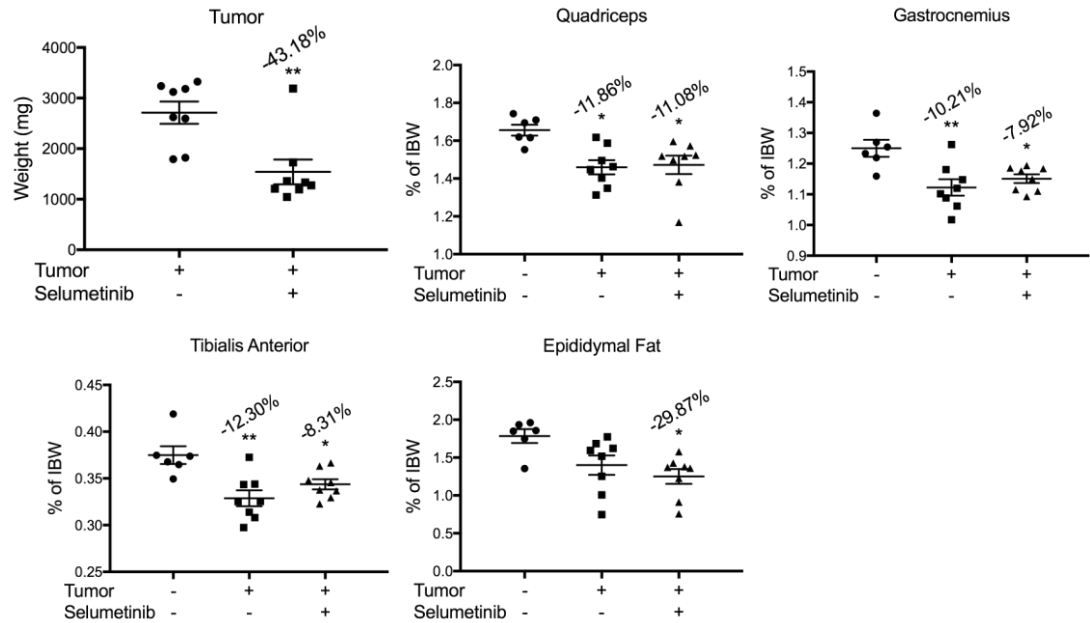 Tumor
Weight (mg)
4000
3000
2000
1000
0
-43.18%
**
Tumor + +
Selumetinib - +
Quadriceps
% of IBW
2.0
1.8
1.6
1.4
1.2
1.0
-11.86%
*
-11.08%
*
Tumor - + +
Selumetinib - - +
Gastrocnemius
% of IBW
1.5
1.4
1.3
1.2
1.1
1.0
0.9
-10.21%
**
-7.92%
*
Tumor - + +
Selumetinib - - +
Tibialis Anterior
% of IBW
0.45
0.40
0.35
0.30
0.25
-12.30%
**
-8.31%
*
Tumor - + +
Selumetinib - - +
Epididymal Fat
% of IBW
2.5
2.0
1.5
1.0
0.5
0.0
-29.87%
*
Tumor - + +
Selumetinib - - +